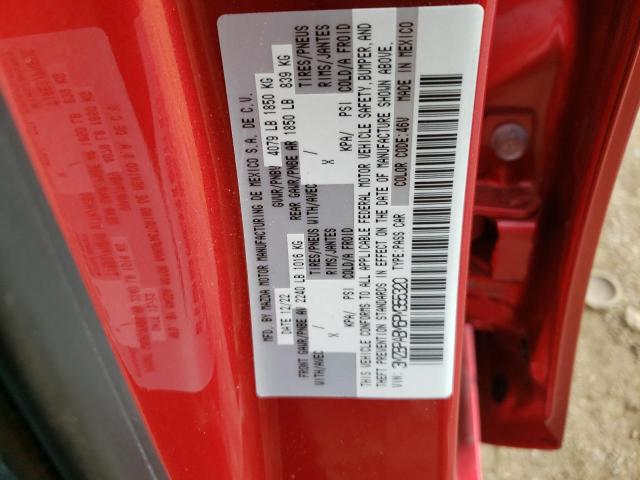 MFD. BY MAZDA MOTOR MANUFACTURING DE MEXICO S.A. DE C.V.
DATE 12/22 GVWR/PNBV 4079 LB 1850 KG
FRONT GAWR/PNBE AV 2240 LB 1016 KG REAR GAWR/PNBE AR 1850 LB 839 KG
WITH/AVEC TIRES/PNEUS WITH/AVEC TIRES/PNEUS
/ RIMS/JANTES X / RIMS/JANTES
KPA/ PSI COLD/A FROID KPA/ PSI COLD/A FROID
THIS VEHICLE CONFORMS TO ALL APPLICABLE FEDERAL MOTOR VEHICLE SAFETY, BUMPER, AND
THEFT PREVENTION STANDARDS IN EFFECT ON THE DATE OF MANUFACTURE SHOWN ABOVE.
VIN: TYPE:PASS CAR COLOR CODE:46V MADE IN MEXICO